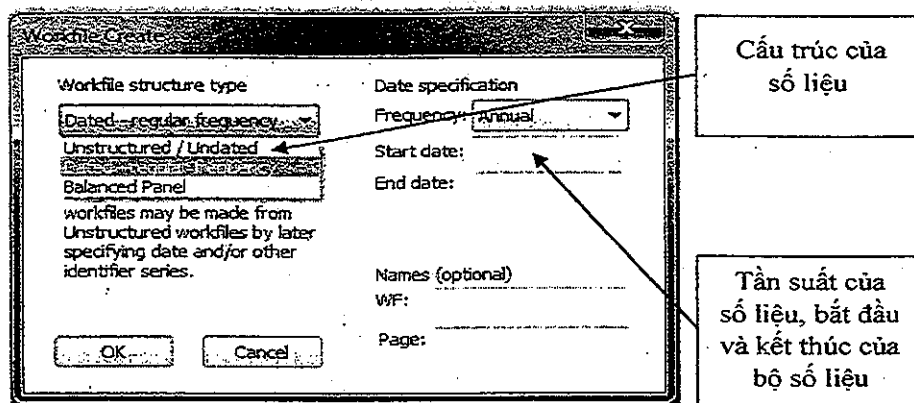 Workfile Create
Workfile structure type
Dated - regular frequency
Unstructured / Undated
Balanced Panel
workfiles may be made from
Unstructured workfiles by later
specifying date and/or other
identifier series.
OK
Cancel
Date specification
Frequency: Annual
Start date:
End date:
Names (optional)
WF:
Page:
Cấu trúc của
số liệu
Tần suất của
số liệu, bắt đầu
và kết thúc của
bộ số liệu